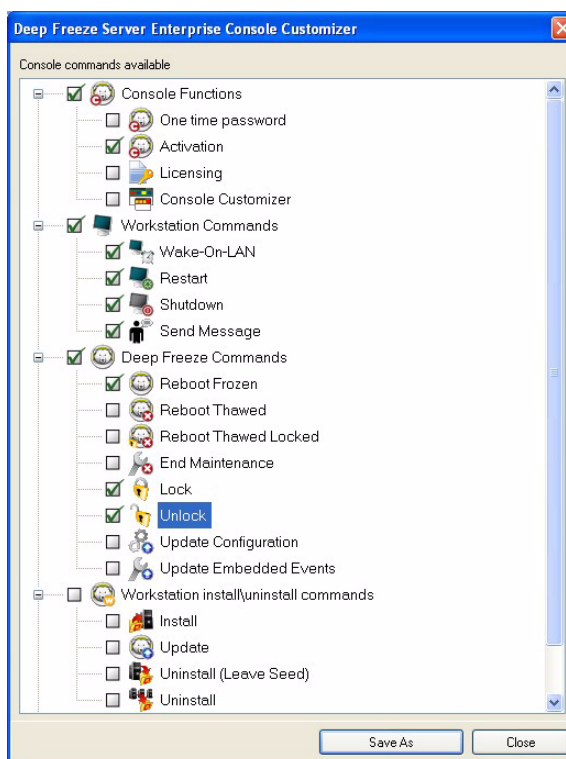 Deep Freeze Server Enterprise Console Customizer
Console commands available
Console Functions
One time password
Activation
Licensing
Console Customizer
Workstation Commands
Wake-On-LAN
Restart
Shutdown
Send Message
Deep Freeze Commands
Reboot Frozen
Reboot Thawed
Reboot Thawed Locked
End Maintenance
Lock
Unlock
Update Configuration
Update Embedded Events
Workstation install\uninstall commands
Install
Update
Uninstall (Leave Seed)
Uninstall
Save As
Close